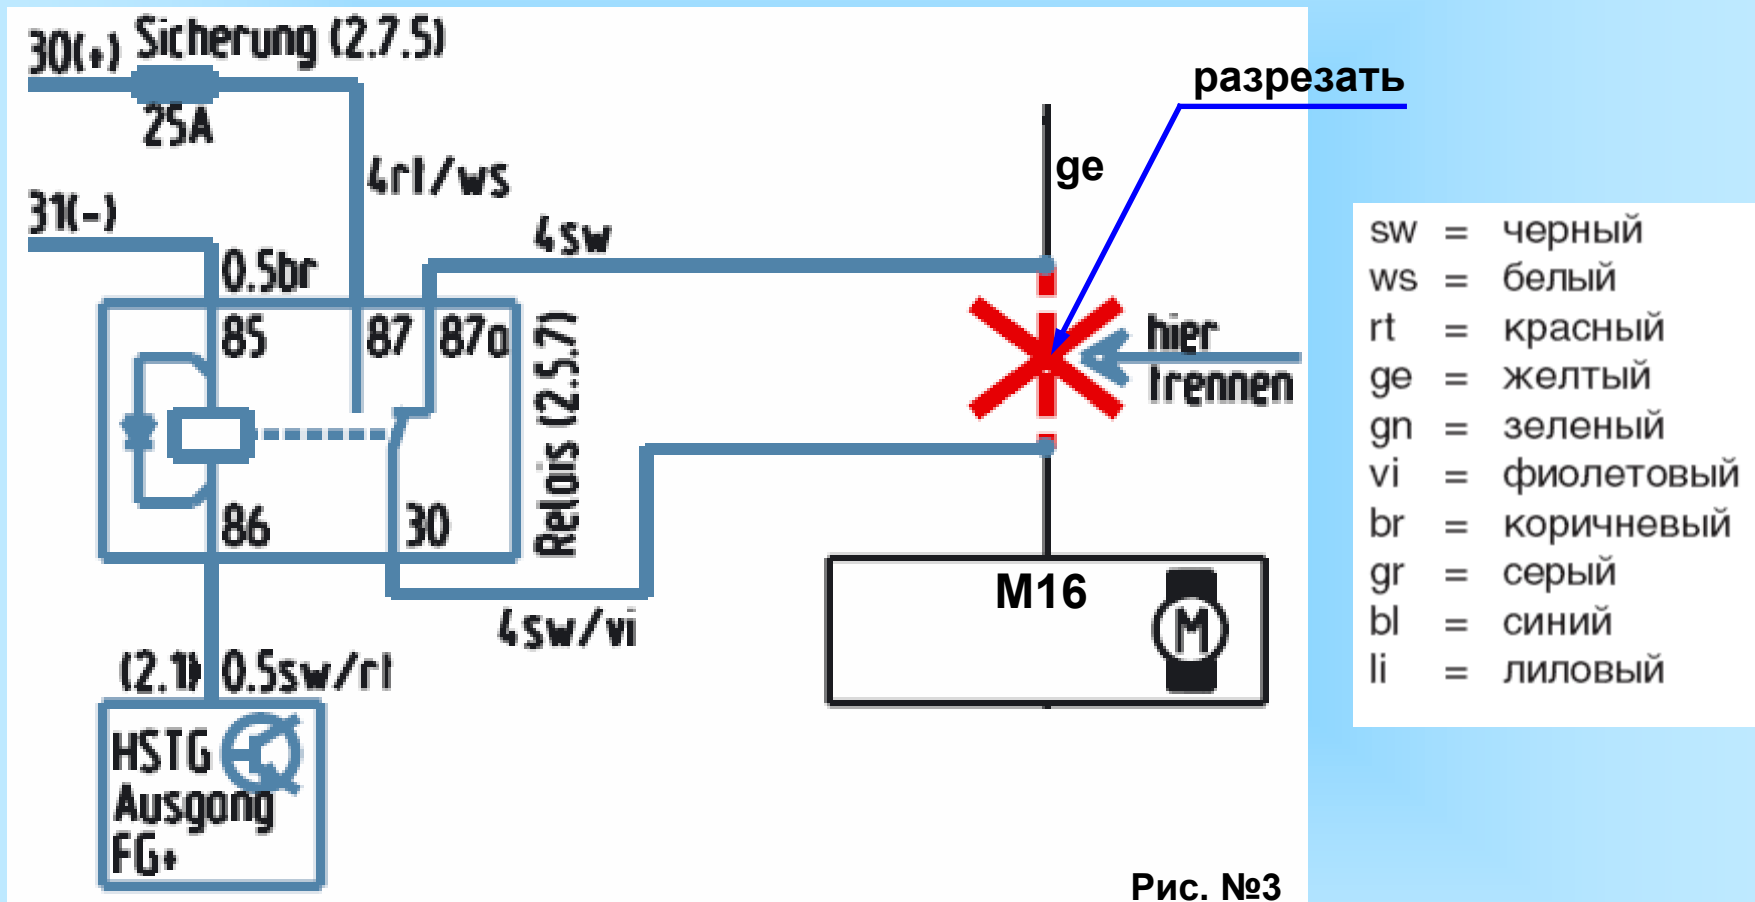 30(+) Sicherung (2.7.5)
25A
разрезать
ge
4rt/ws
31(-)
4sw
0.5br
85
87
87a
Relais (2.5.7)
hier
trennen
86
30
4sw/vi
M16
M
(2.1) 0.5sw/rt
HSTG
Ausgang
FG+
Рис. №3
sw = черный
ws = белый
rt = красный
ge = желтый
gn = зеленый
vi = фиолетовый
br = коричневый
gr = серый
bl = синий
li = лиловый